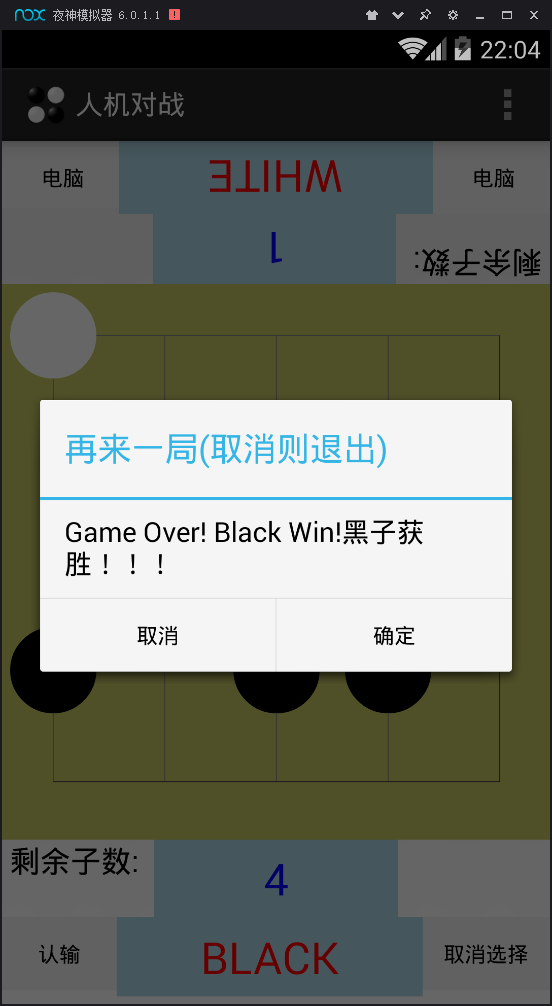 nox 夜神模拟器 6.0.1.1
22:04
人机对战
电脑
WHITE
电脑
1
剩余子数:
再来一局(取消则退出)
Game Over! Black Win!黑子获
胜！！！
取消
确定
剩余子数:
4
认输
BLACK
取消选择